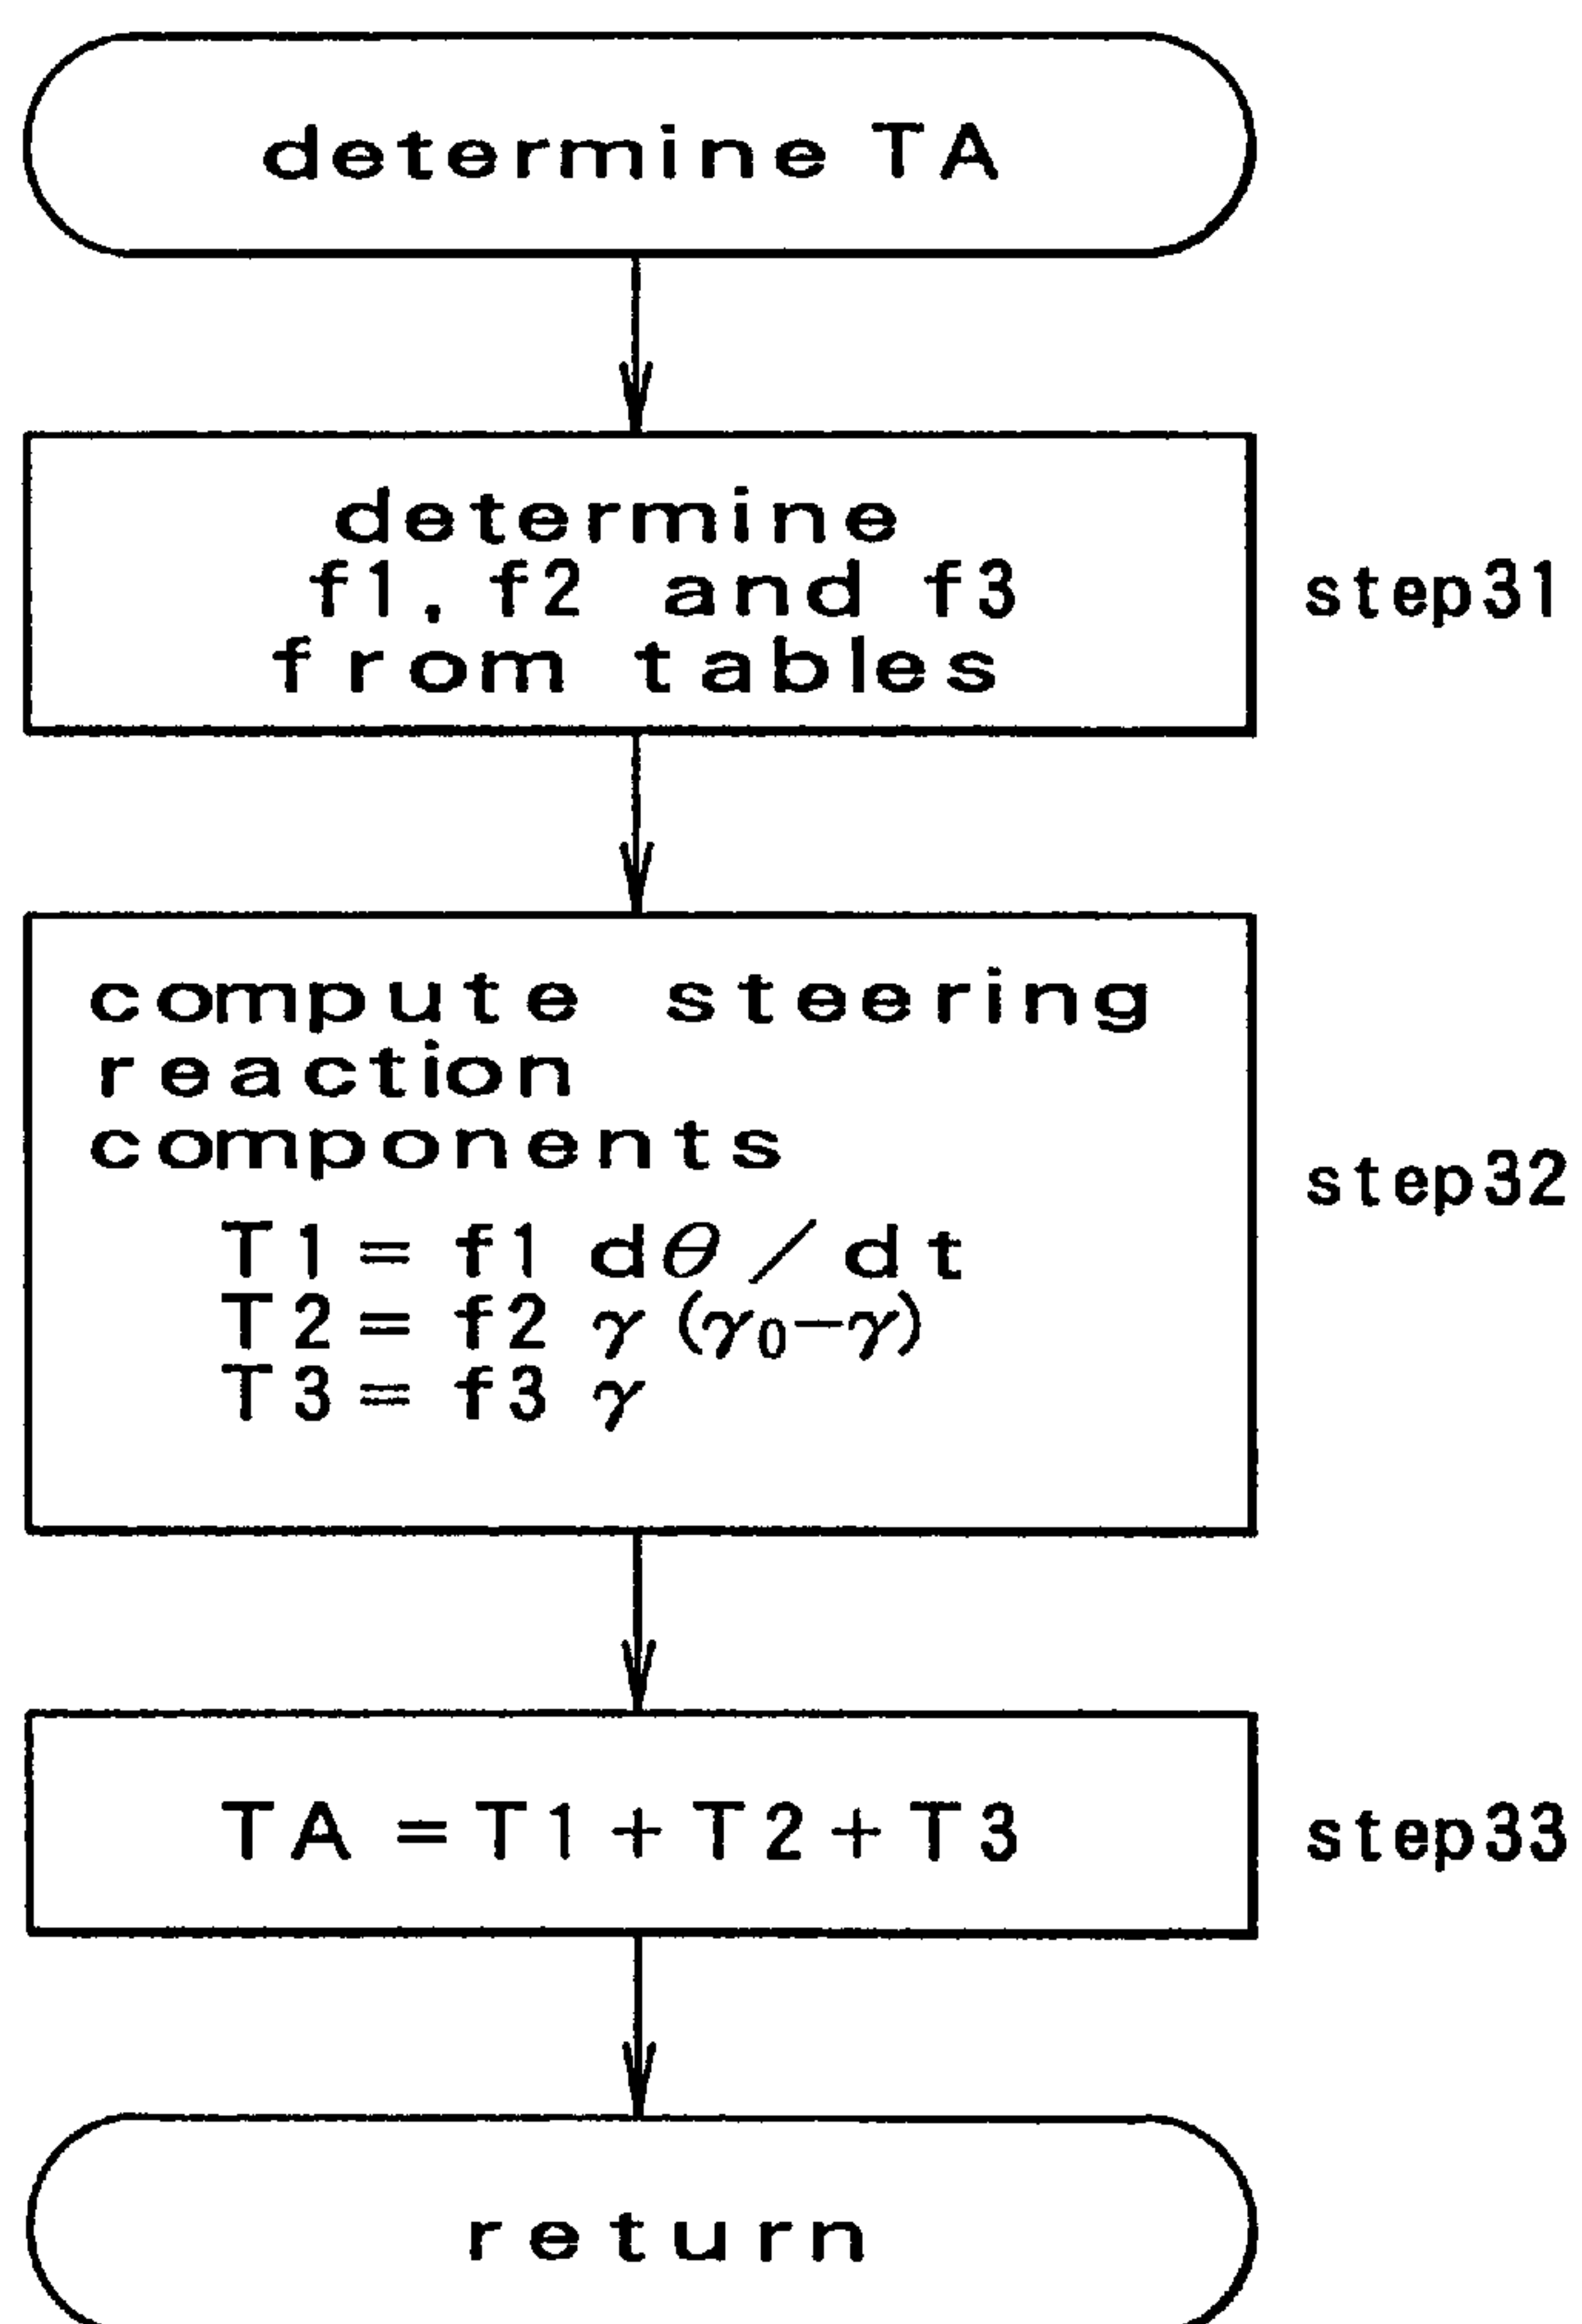 determine TA
determine
f1, f2 and f3
from tables
step31
compute steering
reaction
components
T1= f1 dθ/dt
T2= f2 γ(γ₀−γ)
T3= f3 γ
step32
TA=T1+T2+T3
step33
return